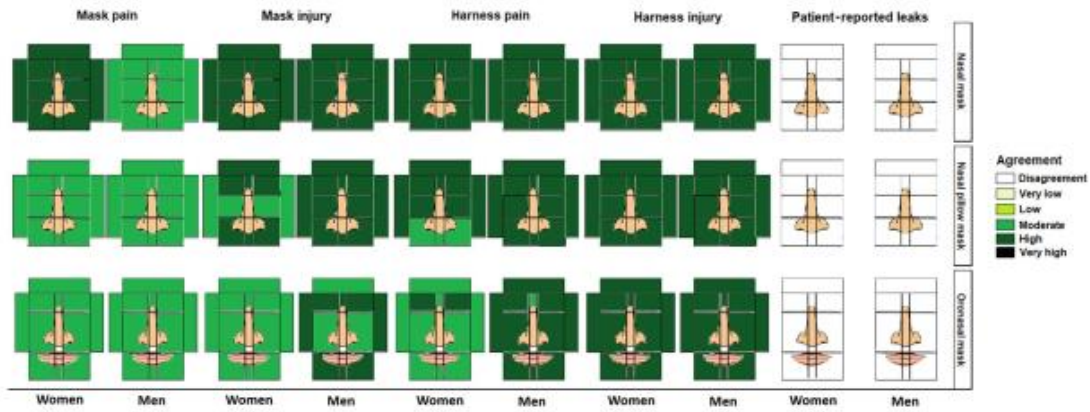 Mask pain Mask injury Harness pain Harness injury Patient-reported leaks
Nasal mask
Nasal pillow mask
Agreement
Disagreement
Very low
Low
Moderate
High
Very high
Oronasal mask
Women Men Women Men Women Men Women Men Women Men